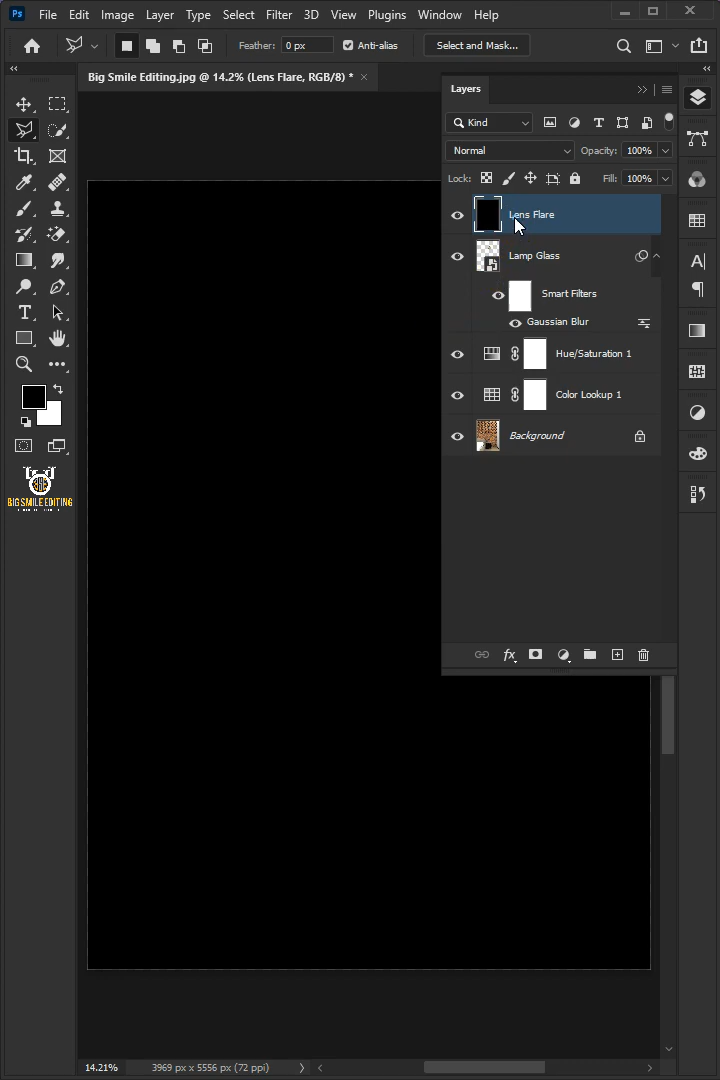 Ps File Edit Image Layer Type Select Filter 3D View Plugins Window Help
Feather: 0 px Anti-alias Select and Mask...
Big Smile Editing.jpg @ 14.2% (Lens Flare, RGB/8) *
Layers
Kind
Normal Opacity: 100%
Lock: Fill: 100%
Lens Flare
Lamp Glass
Smart Filters
Gaussian Blur
Hue/Saturation 1
Color Lookup 1
Background
BIG SMILE EDITING
14.21% 3969 px x 5556 px (72 ppi)